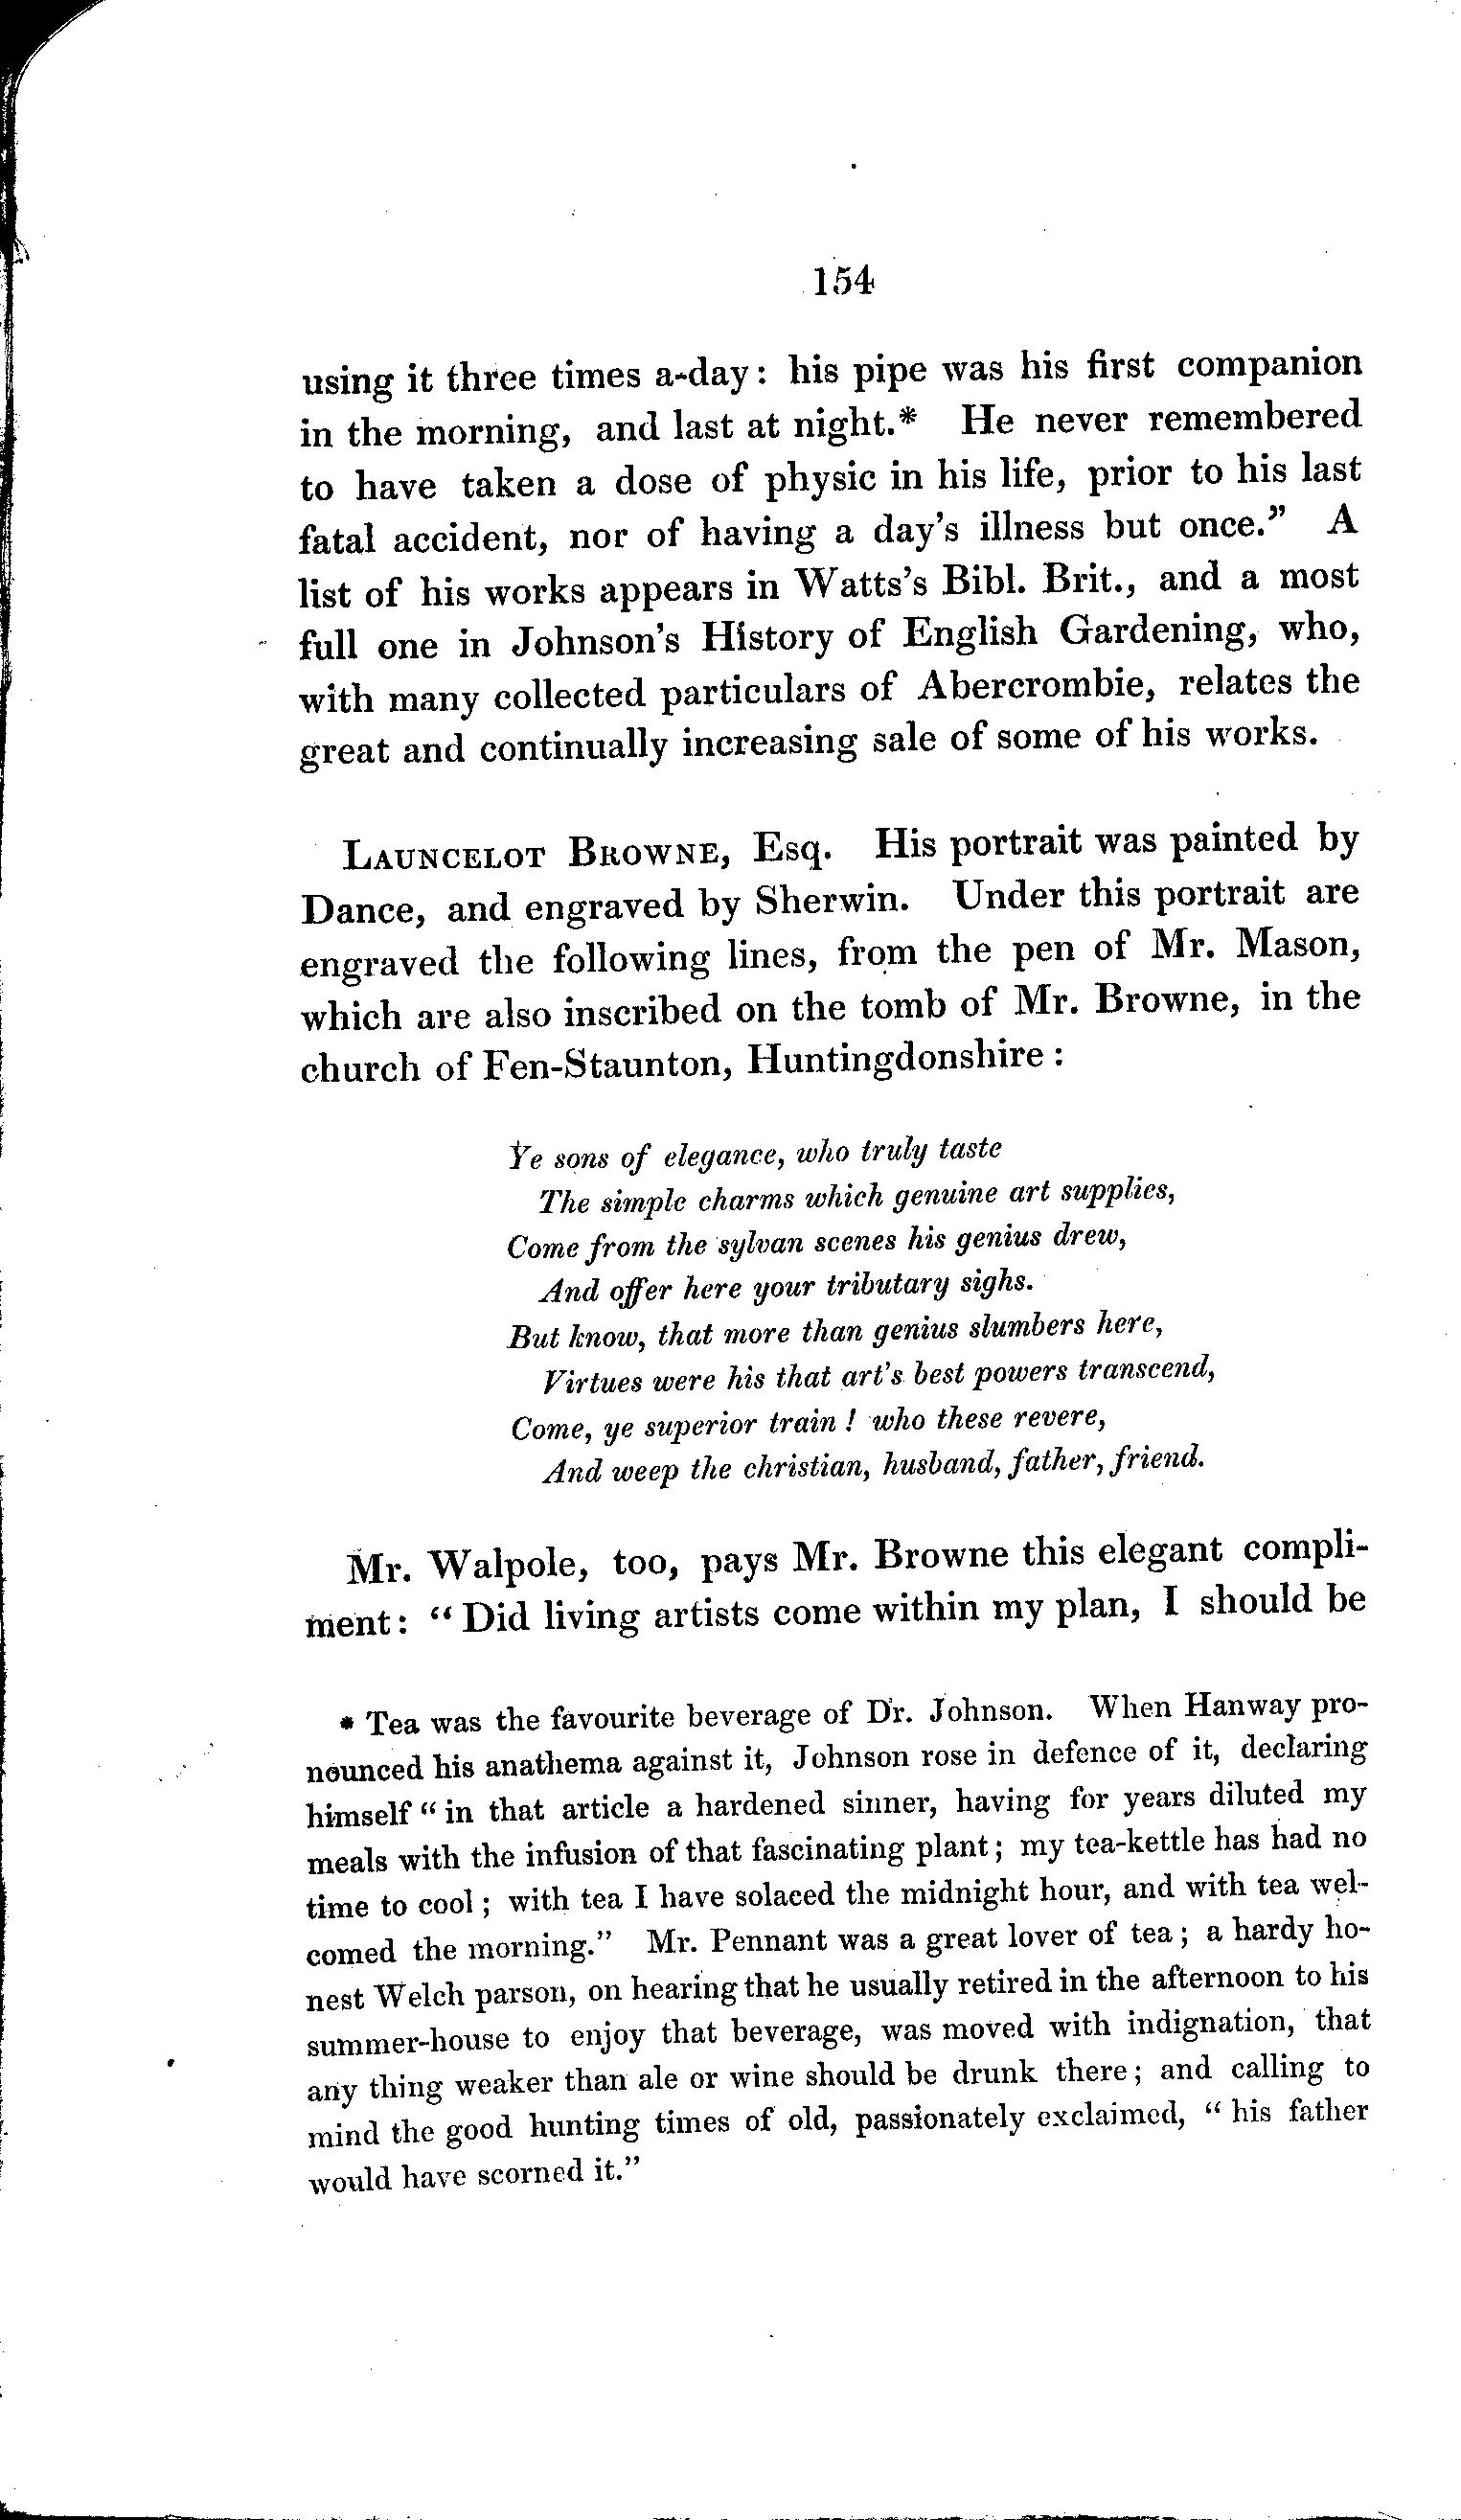 154
using it three times a-day: his pipe was his first companion
in the morning, and last at night.* He never remembered
to have taken a dose of physic in his life, prior to his last
fatal accident, nor of having a day's illness but once.” A
list of his works appears in Watts's Bibl. Brit., and a most
full one in Johnson's History of English Gardening, who,
with many collected particulars of Abercrombie, relates the
great and continually increasing sale of some of his works.
LAUNCELOT BROWNE, Esq. His portrait was painted by
Dance, and engraved by Sherwin. Under this portrait are
engraved the following lines, from the pen of Mr. Mason,
which are also inscribed on the tomb of Mr. Browne, in the
church of Fen-Staunton, Huntingdonshire:
Ye sons of elegance, who truly taste
The simple charms which genuine art supplies,
Come from the sylvan scenes his genius drew,
And offer here your tributary sighs.
But know, that more than genius slumbers here,
Virtues were his that art's best powers transcend,
Come, ye superior train! who these revere,
And weep the christian, husband, father, friend.
Mr. Walpole, too, pays Mr. Browne this elegant compli-
ment: “Did living artists come within my plan, I should be
* Tea was the favourite beverage of Dr. Johnson. When Hanway pro-
nounced his anathema against it, Johnson rose in defence of it, declaring
himself “in that article a hardened sinner, having for years diluted my
meals with the infusion of that fascinating plant; my tea-kettle has had no
time to cool; with tea I have solaced the midnight hour, and with tea wel-
comed the morning.” Mr. Pennant was a great lover of tea; a hardy ho-
nest Welch parson, on hearing that he usually retired in the afternoon to his
summer-house to enjoy that beverage, was moved with indignation, that
any thing weaker than ale or wine should be drunk there; and calling to
mind the good hunting times of old, passionately exclaimed, “his father
would have scorned it.”